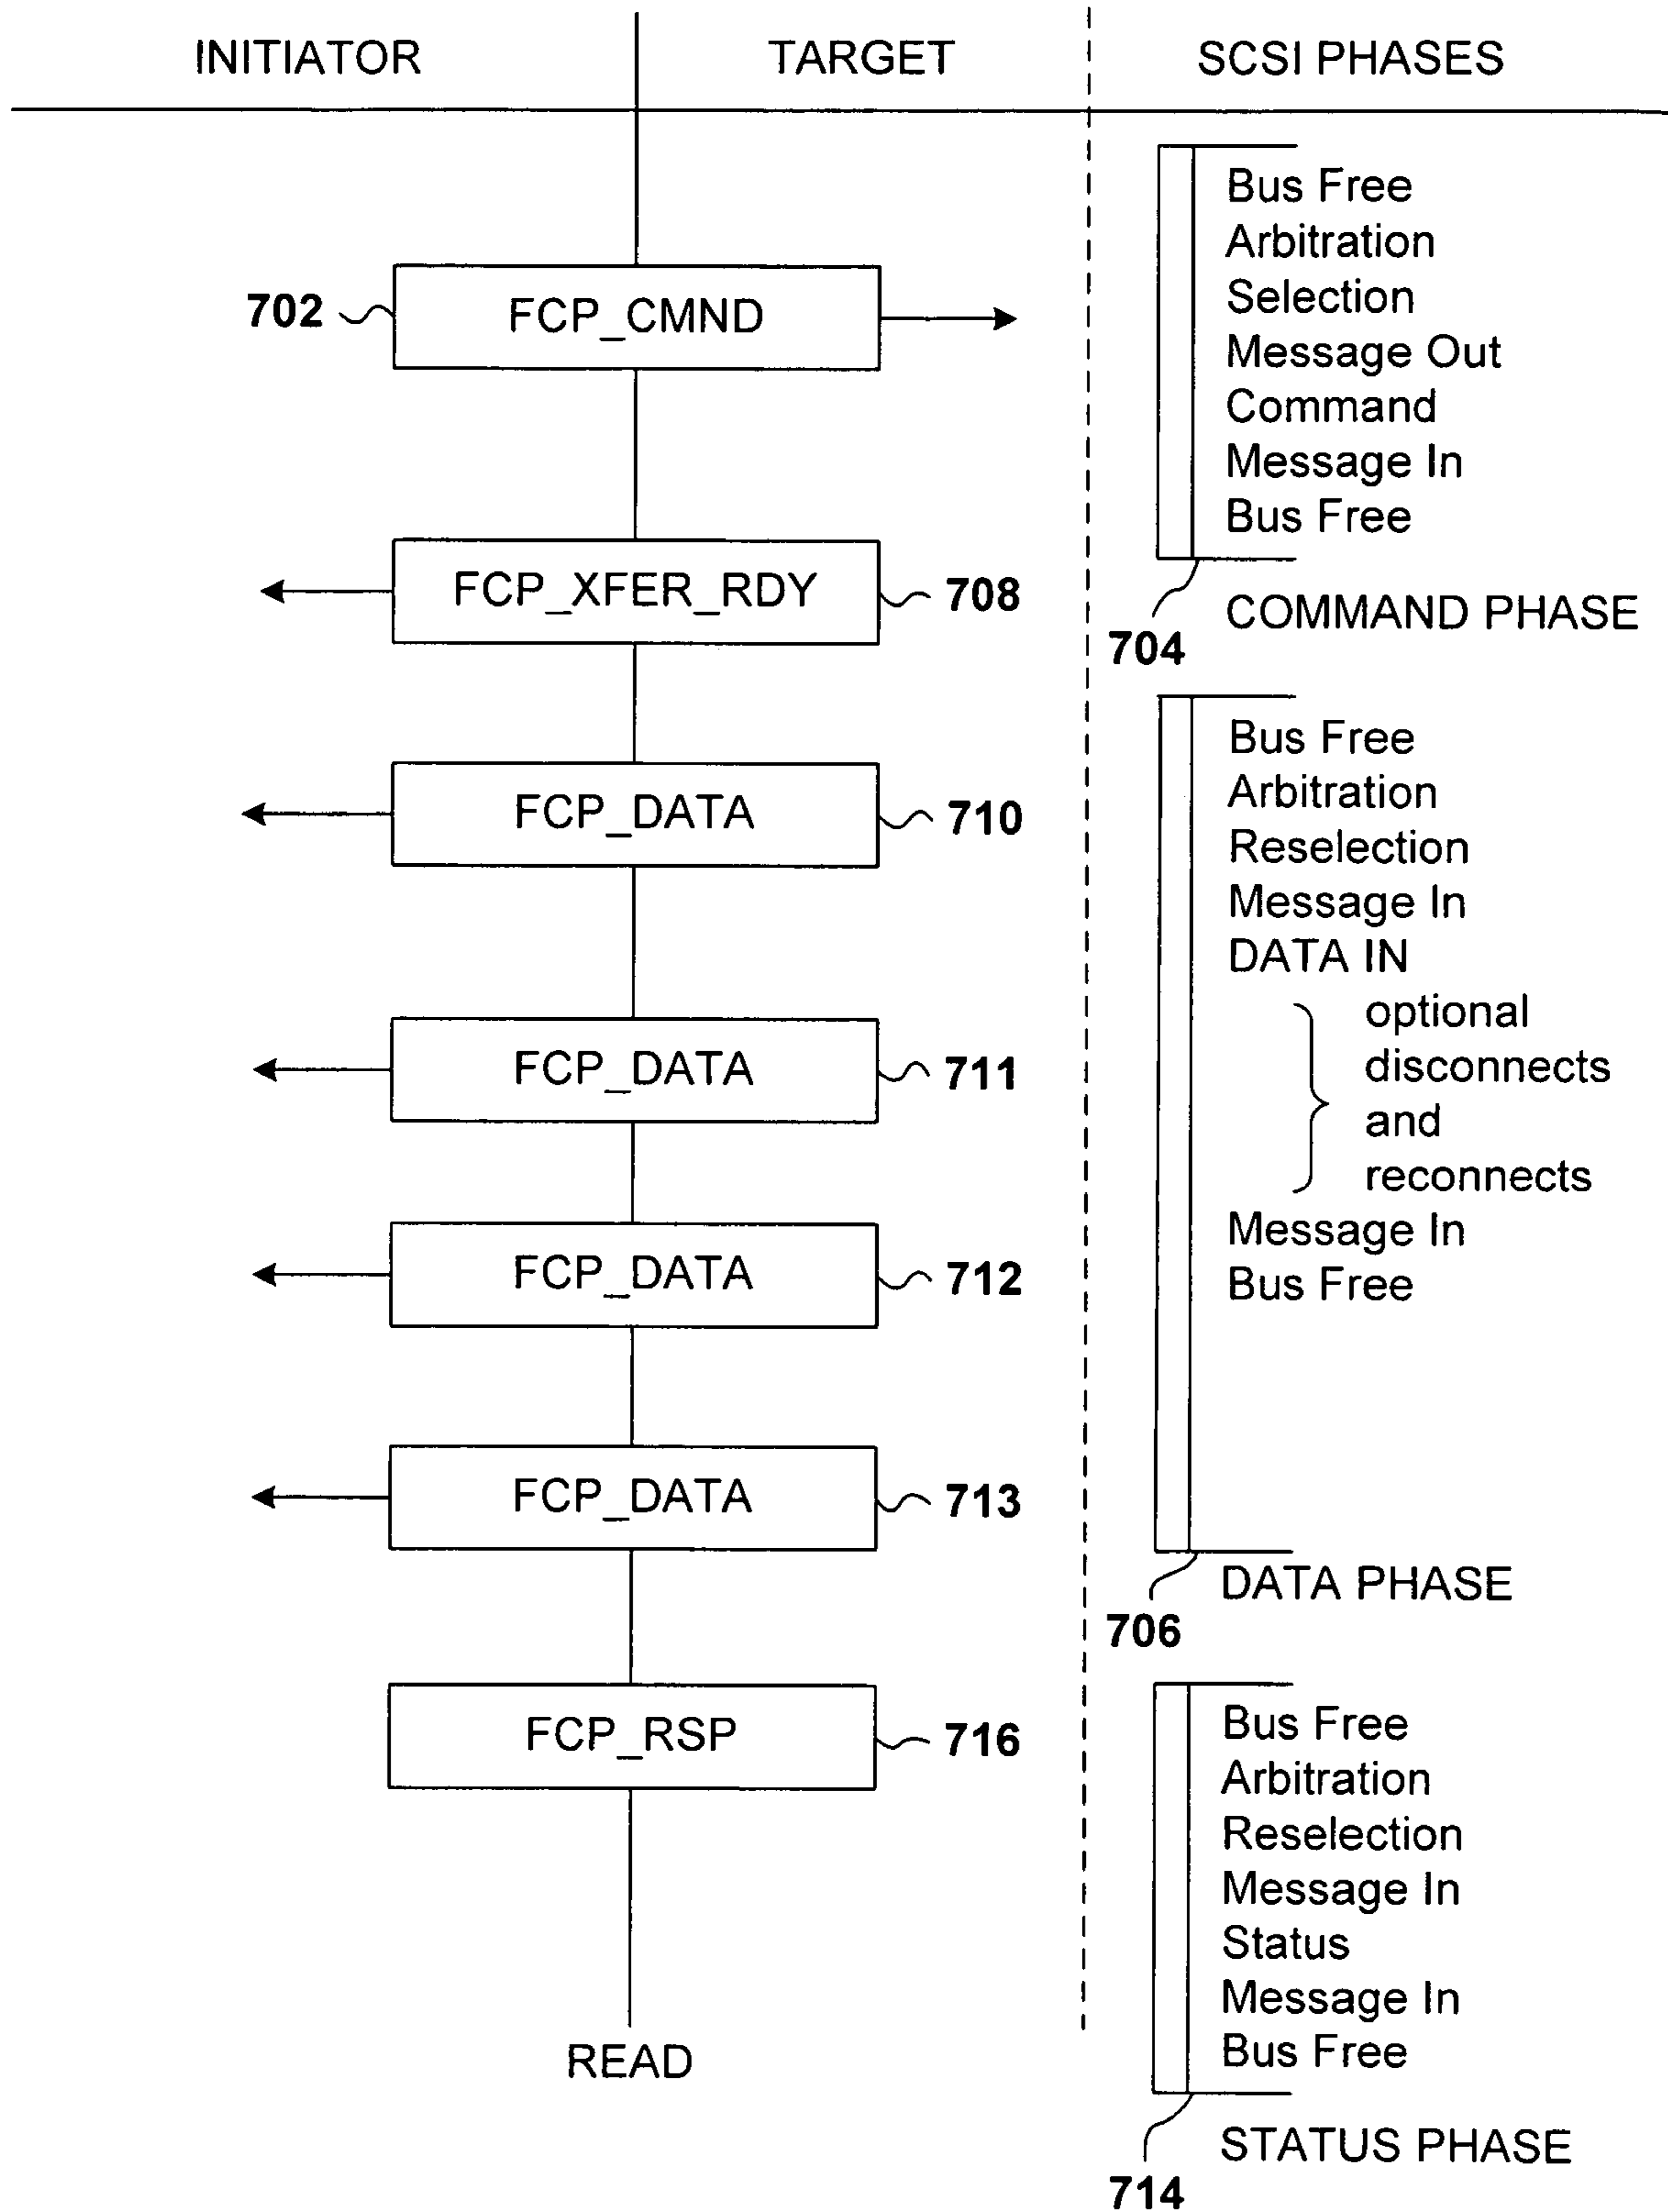 INITIATOR
TARGET
SCSI PHASES
Bus Free
Arbitration
Selection
Message Out
Command
Message In
Bus Free
704
COMMAND PHASE
702
FCP_CMND
FCP_XFER_RDY
708
FCP_DATA
710
FCP_DATA
711
FCP_DATA
712
FCP_DATA
713
FCP_RSP
716
READ
Bus Free
Arbitration
Reselection
Message In
DATA IN
optional
disconnects
and
reconnects
Message In
Bus Free
DATA PHASE
706
Bus Free
Arbitration
Reselection
Message In
Status
Message In
Bus Free
STATUS PHASE
714